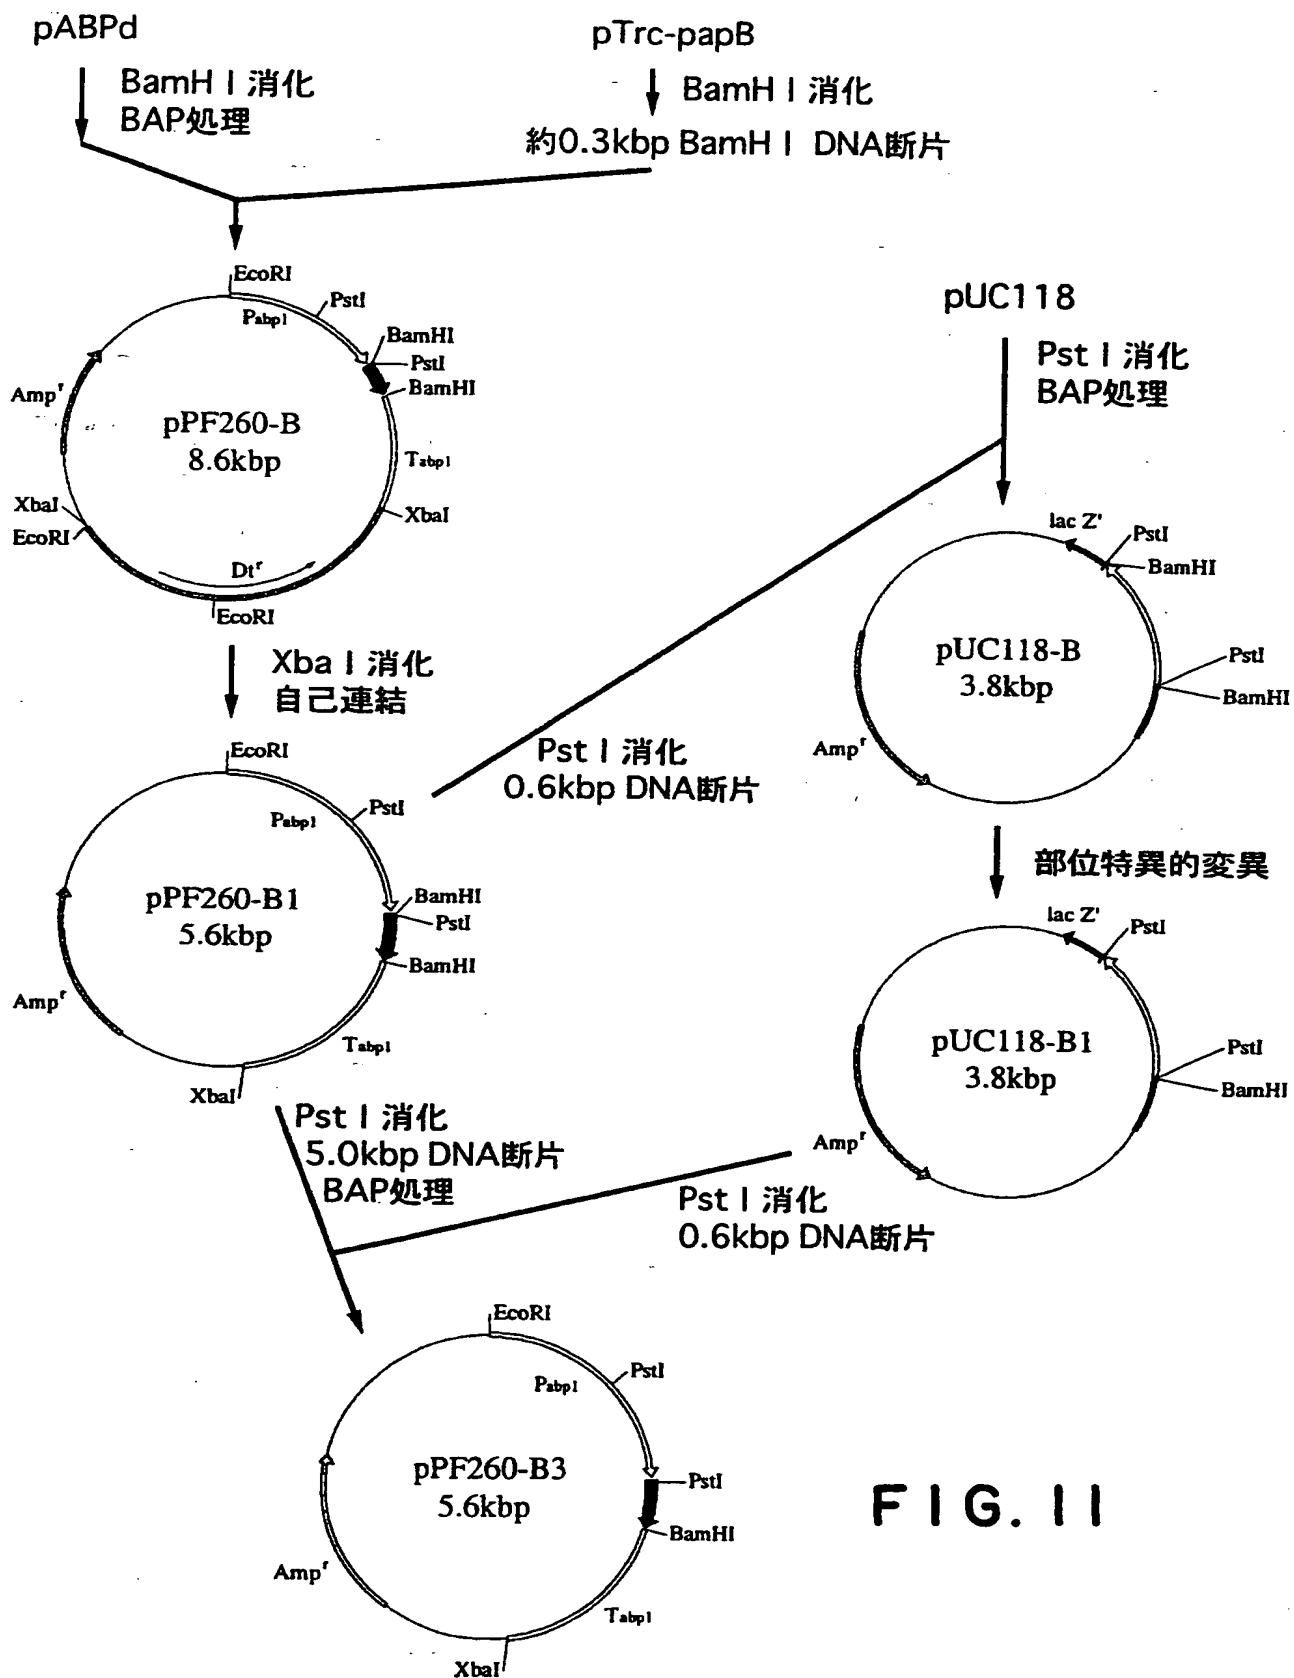 pABPd
BamH I 消化
BAP処理
pTrc-papB
BamH I 消化
約0.3kbp BamH I DNA断片
EcoRI
PstI
Pabp1
BamHI
PstI
BamHI
Ampʳ
pPF260-B
8.6kbp
Tabp1
XbaI
EcoRI
XbaI
Dtʳ
EcoRI
pUC118
Pst I 消化
BAP処理
lac Z'
PstI
BamHI
pUC118-B
3.8kbp
PstI
BamHI
Ampʳ
Xba I 消化
自己連結
Pst I 消化
0.6kbp DNA断片
EcoRI
PstI
Pabp1
pPF260-B1
5.6kbp
BamHI
PstI
BamHI
Ampʳ
Tabp1
XbaI
部位特異的変異
lac Z'
PstI
pUC118-B1
3.8kbp
PstI
BamHI
Ampʳ
Pst I 消化
5.0kbp DNA断片
BAP処理
Pst I 消化
0.6kbp DNA断片
EcoRI
PstI
Pabp1
pPF260-B3
5.6kbp
PstI
BamHI
Ampʳ
Tabp1
XbaI
FIG. 11